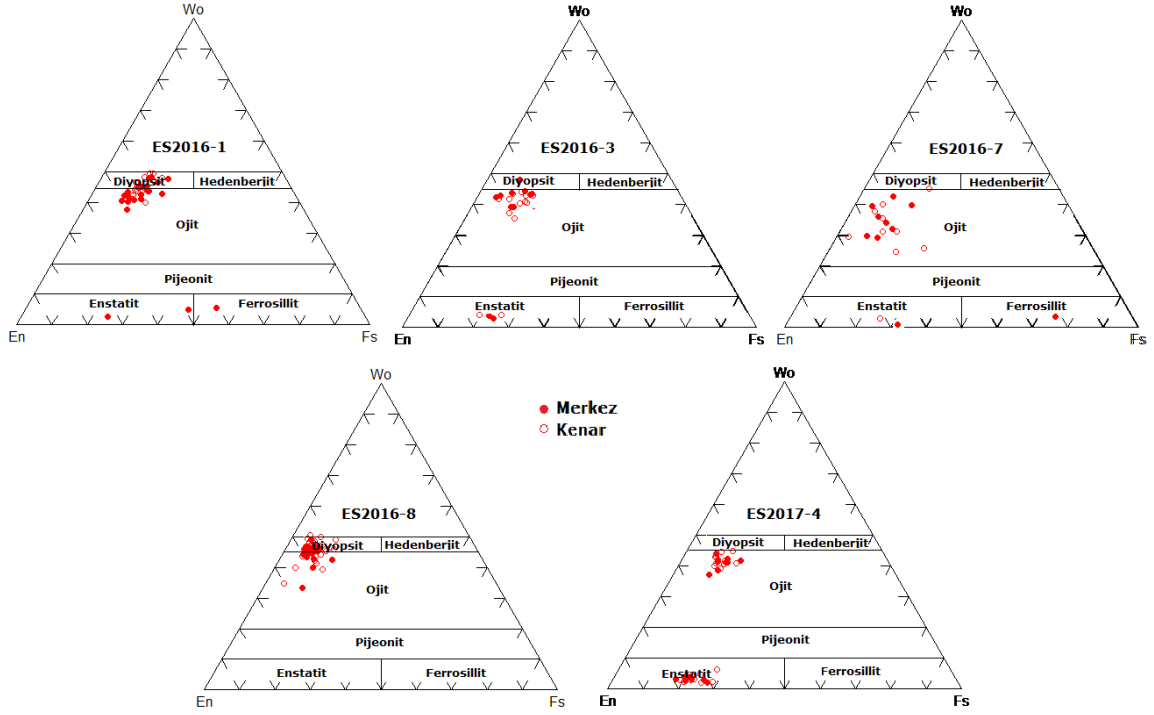 Wo
ES2016-1
Diyopsit Hedenberjit
Ojit
Pijeonit
Enstatit Ferrosillit
En Fs
Wo
ES2016-3
Diyopsit Hedenberjit
Ojit
Pijeonit
Enstatit Ferrosillit
En Fs
Wo
ES2016-7
Diyopsit Hedenberjit
Ojit
Pijeonit
Enstatit Ferrosillit
En Fs
Wo
ES2016-8
Diyopsit Hedenberjit
Ojit
Pijeonit
Enstatit Ferrosillit
En Fs
Merkez
Kenar
Wo
ES2017-4
Diyopsit Hedenberjit
Ojit
Pijeonit
Enstatit Ferrosillit
En Fs